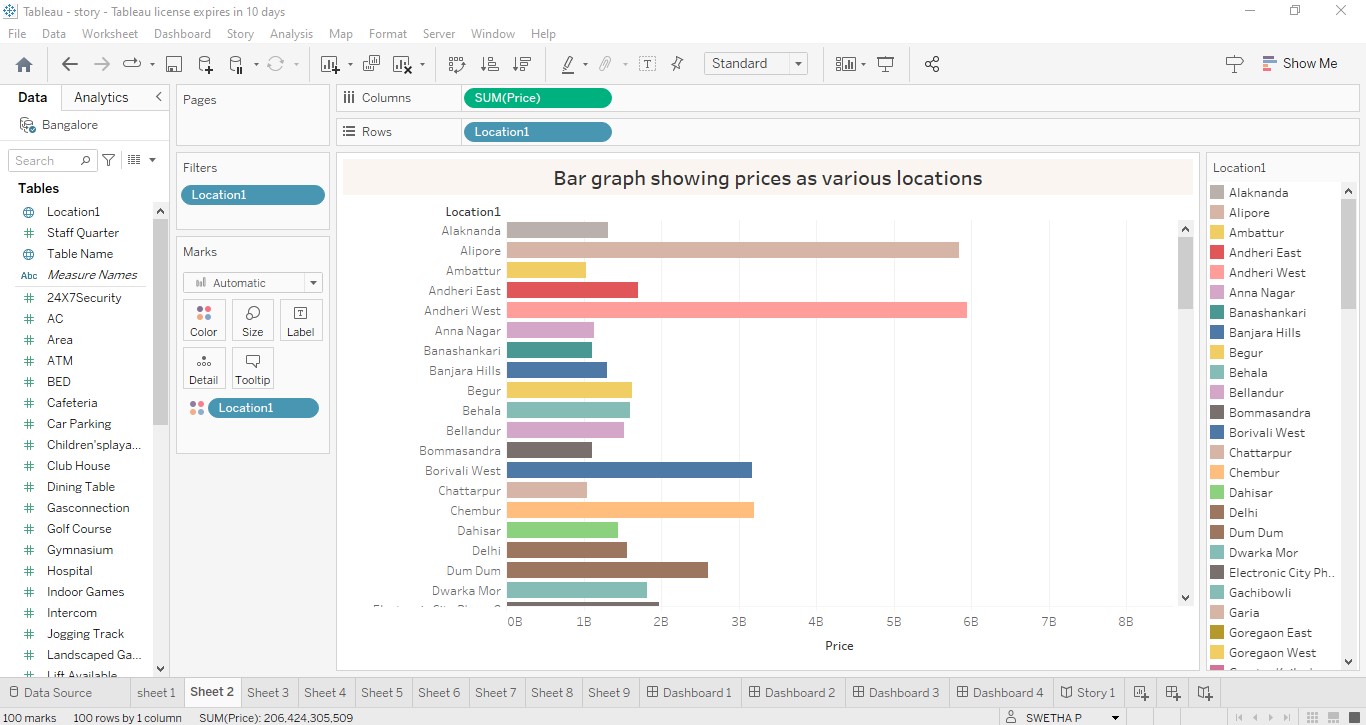 Tableau - story - Tableau license expires in 10 days
File Data Worksheet Dashboard Story Analysis Map Format Server Window Help
Standard
Show Me
Data Analytics
Bangalore
Search
Tables
Location1
Staff Quarter
Table Name
Abc Measure Names
24X7Security
AC
Area
ATM
BED
Cafeteria
Car Parking
Children'splaya...
Club House
Dining Table
Gasconnection
Golf Course
Gymnasium
Hospital
Indoor Games
Intercom
Jogging Track
Landscaped Ga...
Lift Available
Pages
Filters
Location1
Marks
Automatic
Color Size Label
Detail Tooltip
Location1
Columns SUM(Price)
Rows Location1
Bar graph showing prices as various locations
Location1
Alaknanda
Alipore
Ambattur
Andheri East
Andheri West
Anna Nagar
Banashankari
Banjara Hills
Begur
Behala
Bellandur
Bommasandra
Borivali West
Chattarpur
Chembur
Dahisar
Delhi
Dum Dum
Dwarka Mor
0B 1B 2B 3B 4B 5B 6B 7B 8B
Price
Location1
Alaknanda
Alipore
Ambattur
Andheri East
Andheri West
Anna Nagar
Banashankari
Banjara Hills
Begur
Behala
Bellandur
Bommasandra
Borivali West
Chattarpur
Chembur
Dahisar
Delhi
Dum Dum
Dwarka Mor
Electronic City Ph..
Gachibowli
Garia
Goregaon East
Goregaon West
Data Source sheet 1 Sheet 2 Sheet 3 Sheet 4 Sheet 5 Sheet 6 Sheet 7 Sheet 8 Sheet 9 Dashboard 1 Dashboard 2 Dashboard 3 Dashboard 4 Story 1
100 marks 100 rows by 1 column SUM(Price): 206,424,305,509 SWETHA P